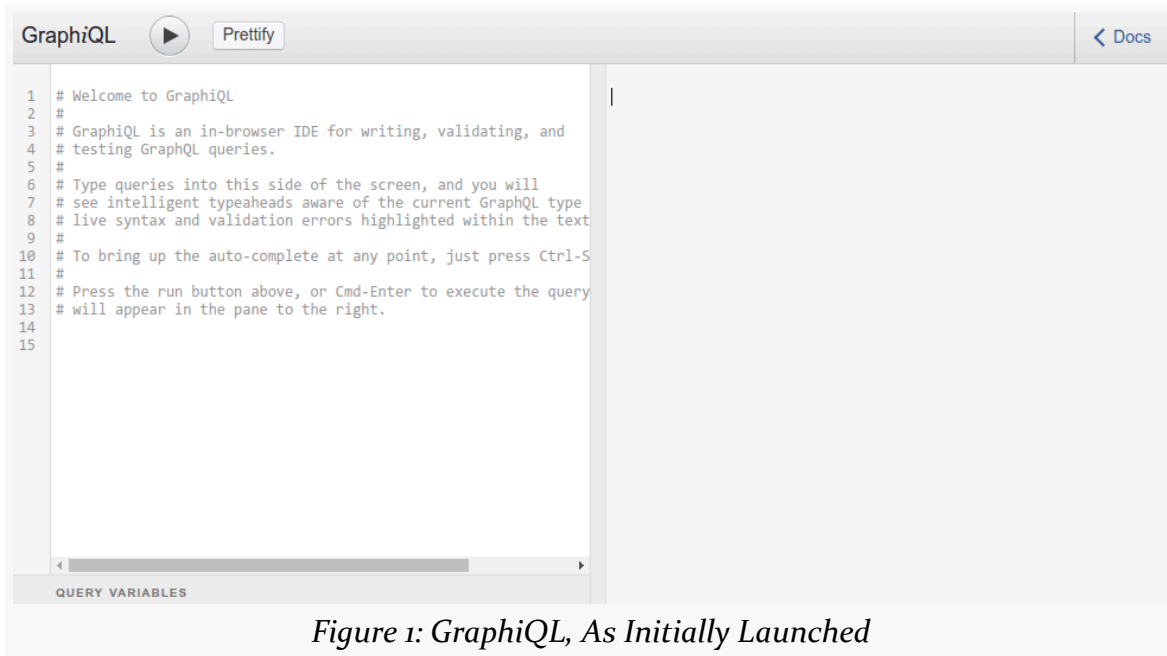 GraphiQL Prettify < Docs
1 # Welcome to GraphiQL
2 #
3 # GraphiQL is an in-browser IDE for writing, validating, and
4 # testing GraphQL queries.
5 #
6 # Type queries into this side of the screen, and you will
7 # see intelligent typeaheads aware of the current GraphQL type
8 # live syntax and validation errors highlighted within the text
9 #
10 # To bring up the auto-complete at any point, just press Ctrl-S
11 #
12 # Press the run button above, or Cmd-Enter to execute the query
13 # will appear in the pane to the right.
14
15
QUERY VARIABLES
Figure 1: GraphiQL, As Initially Launched